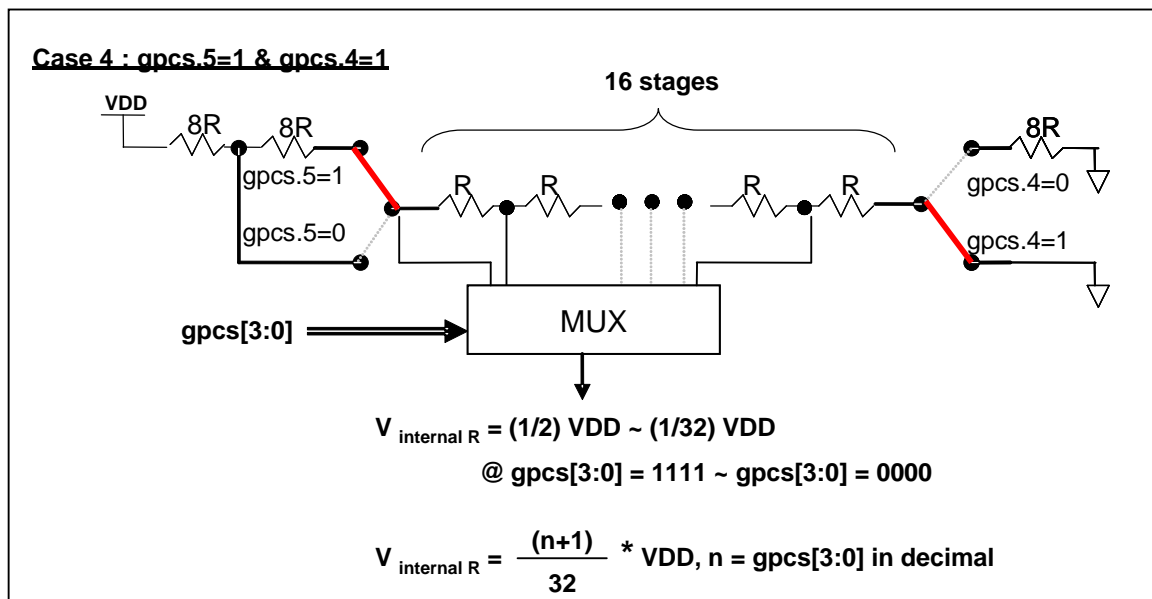 Case 4 : gpcs.5=1 & gpcs.4=1
16 stages
VDD
8R
8R
8R
gpcs.5=1
R
R
R
R
gpcs.4=0
gpcs.5=0
gpcs.4=1
gpcs[3:0]
MUX
V internal R = (1/2) VDD ~ (1/32) VDD
@ gpcs[3:0] = 1111 ~ gpcs[3:0] = 0000
V internal R = (n+1) / 32 * VDD, n = gpcs[3:0] in decimal